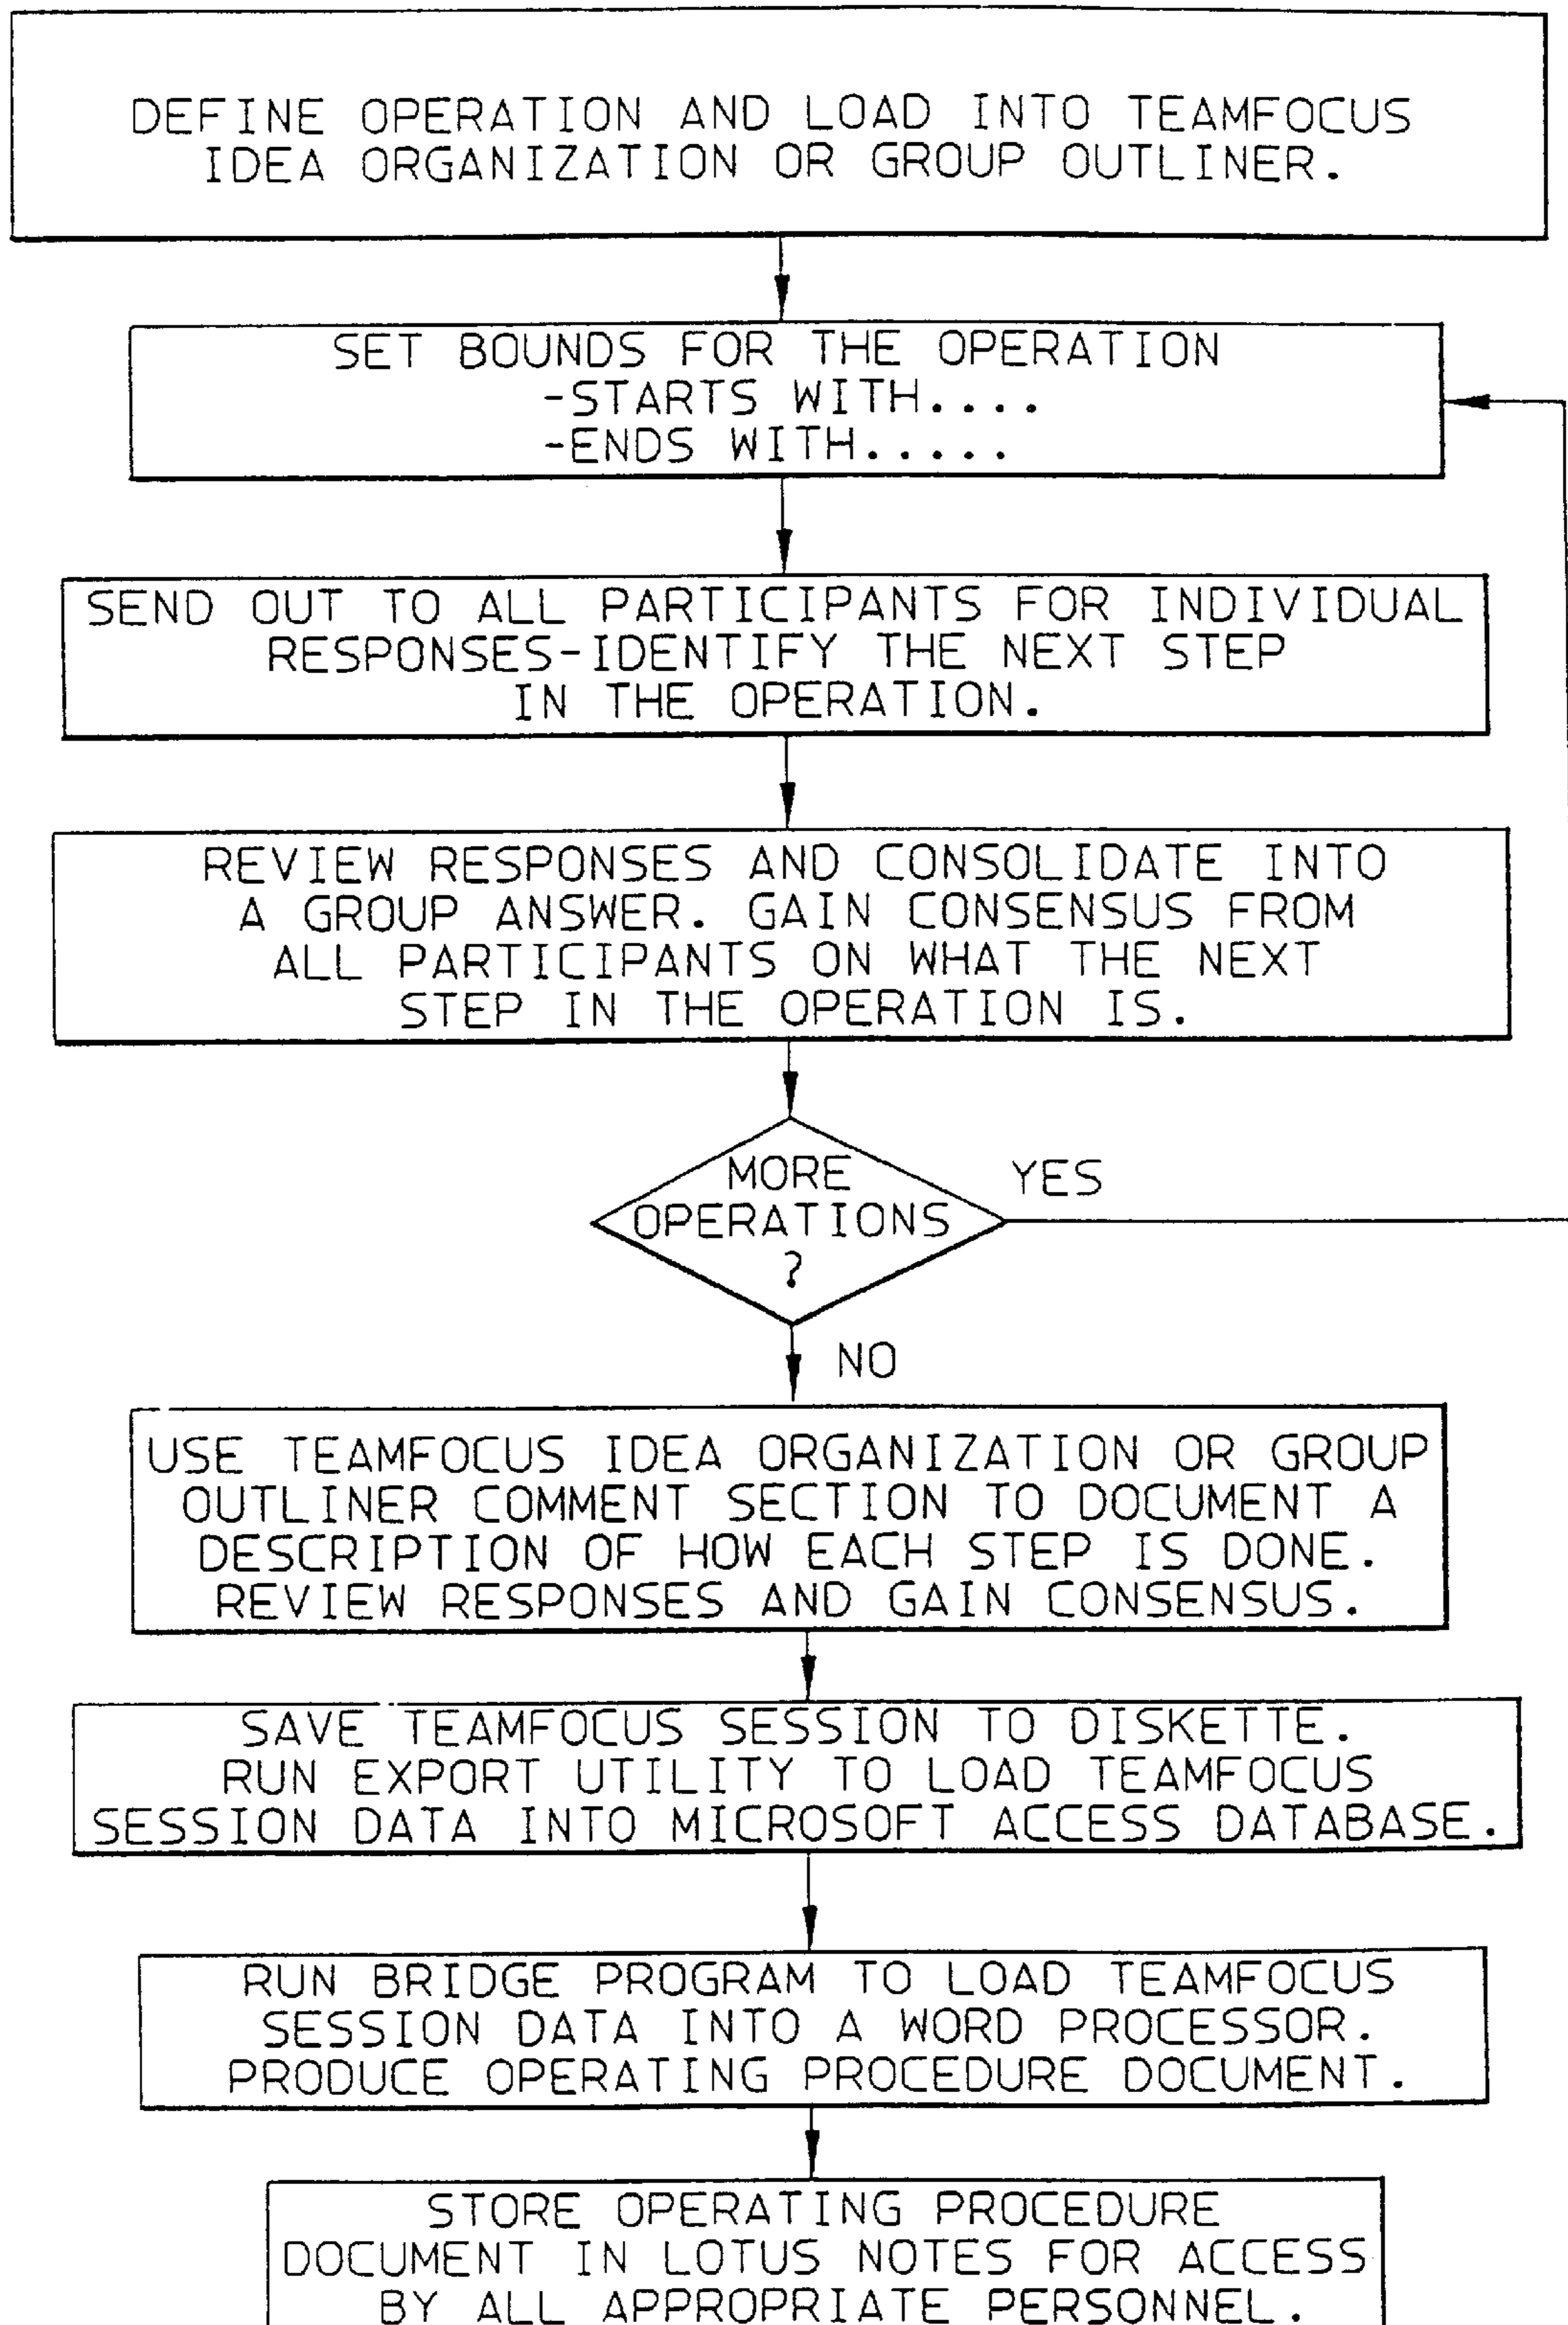 DEFINE OPERATION AND LOAD INTO TEAMFOCUS
IDEA ORGANIZATION OR GROUP OUTLINER.
SET BOUNDS FOR THE OPERATION
-STARTS WITH....
-ENDS WITH.....
SEND OUT TO ALL PARTICIPANTS FOR INDIVIDUAL
RESPONSES-IDENTIFY THE NEXT STEP
IN THE OPERATION.
REVIEW RESPONSES AND CONSOLIDATE INTO
A GROUP ANSWER. GAIN CONSENSUS FROM
ALL PARTICIPANTS ON WHAT THE NEXT
STEP IN THE OPERATION IS.
MORE
OPERATIONS
?
YES
NO
USE TEAMFOCUS IDEA ORGANIZATION OR GROUP
OUTLINER COMMENT SECTION TO DOCUMENT A
DESCRIPTION OF HOW EACH STEP IS DONE.
REVIEW RESPONSES AND GAIN CONSENSUS.
SAVE TEAMFOCUS SESSION TO DISKETTE.
RUN EXPORT UTILITY TO LOAD TEAMFOCUS
SESSION DATA INTO MICROSOFT ACCESS DATABASE.
RUN BRIDGE PROGRAM TO LOAD TEAMFOCUS
SESSION DATA INTO A WORD PROCESSOR.
PRODUCE OPERATING PROCEDURE DOCUMENT.
STORE OPERATING PROCEDURE
DOCUMENT IN LOTUS NOTES FOR ACCESS
BY ALL APPROPRIATE PERSONNEL.